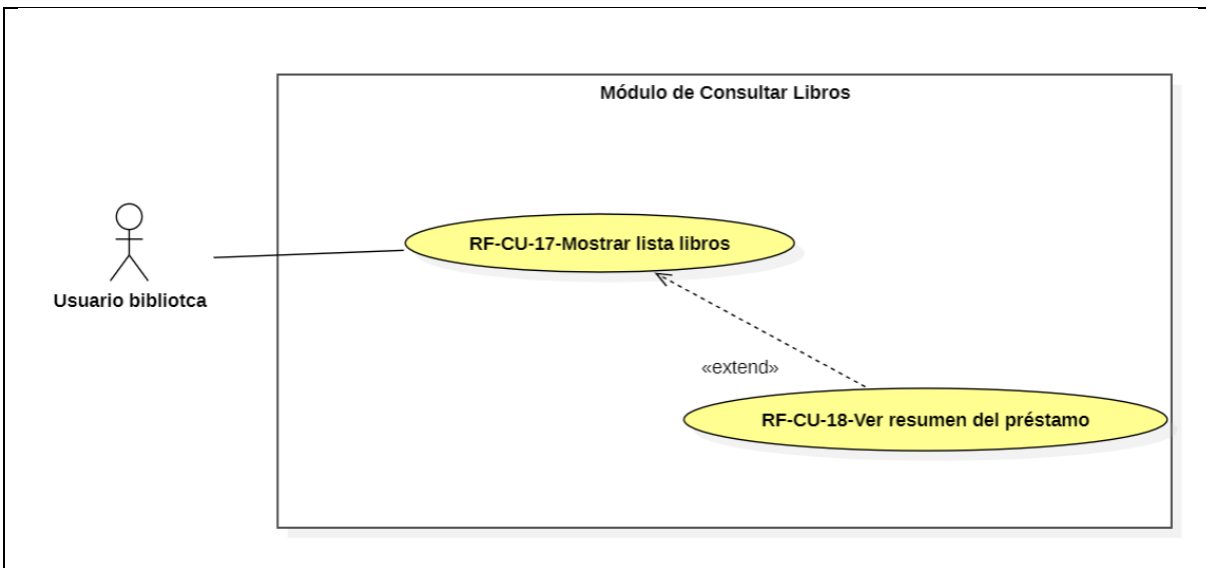 Módulo de Consultar Libros
RF-CU-17-Mostrar lista libros
Usuario bibliotca
«extend»
RF-CU-18-Ver resumen del préstamo